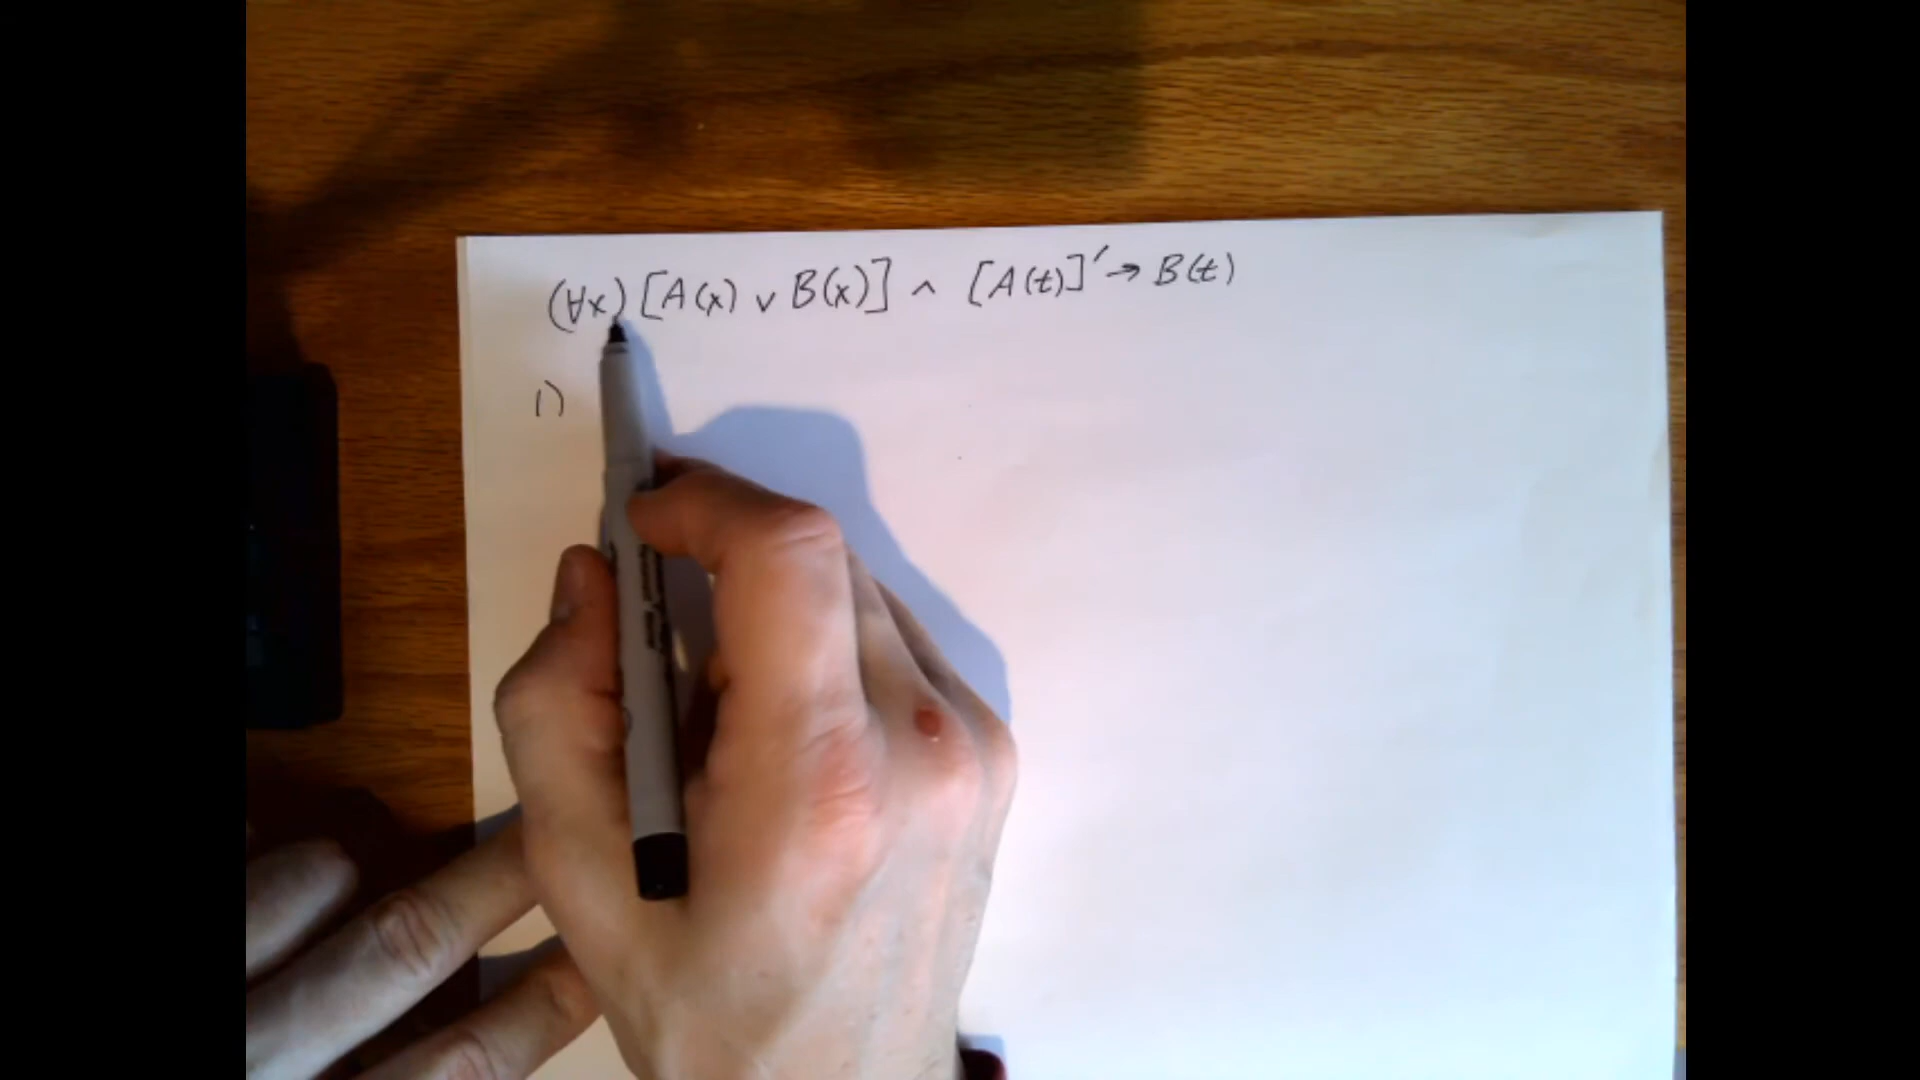 (∀x)[A(x) ∨ B(x)] ∧ [A(t)]′ → B(t)
1)